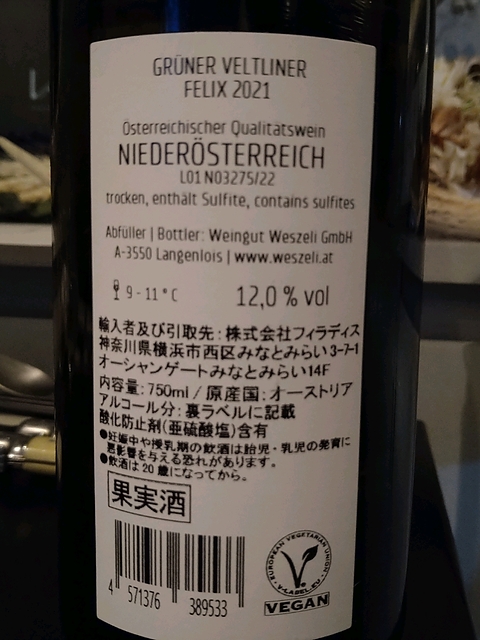 GRÜNER VELTLINER
FELIX 2021
Österreichischer Qualitätswein
NIEDERÖSTERREICH
L01 N03275/22
trocken, enthält Sulfite, contains sulfites
Abfüller | Bottler: Weingut Weszeli GmbH
A-3550 Langenlois | www.weszeli.at
9 - 11 ° C 12,0 % vol
輸入者及び引取先：株式会社フィラディス
神奈川県横浜市西区みなとみらい3-7-1
オーシャンゲートみなとみらい14F
内容量：750ml / 原産国：オーストリア
アルコール分：裏ラベルに記載
酸化防止剤(亜硫酸塩)含有
●妊娠中や授乳期の飲酒は胎児・乳児の発育に
悪影響を与える恐れがあります。
●飲酒は20歳になってから。
果実酒
4 571376 389533
EUROPEAN VEGETARIAN UNION
V-LABEL.EU
VEGAN